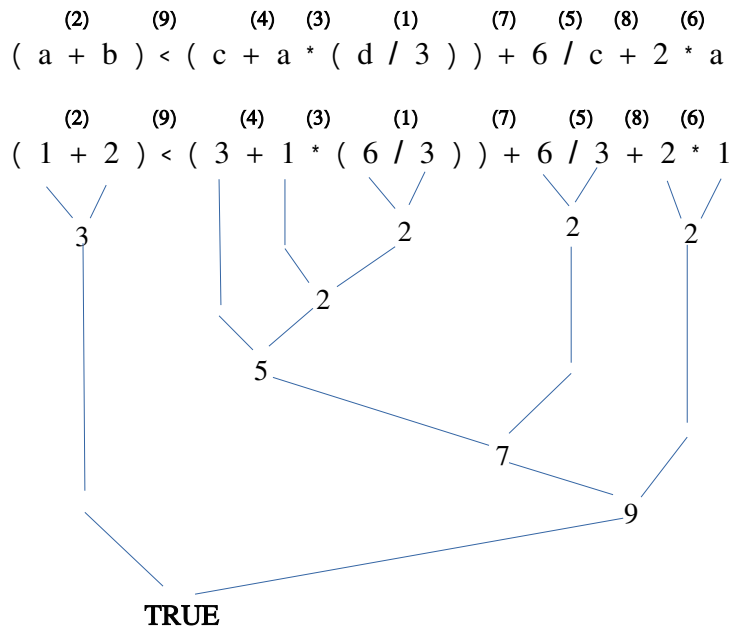 (2) (9) (4) (3) (1) (7) (5) (8) (6)
( a + b ) < ( c + a * ( d / 3 ) ) + 6 / c + 2 * a
(2) (9) (4) (3) (1) (7) (5) (8) (6)
( 1 + 2 ) < ( 3 + 1 * ( 6 / 3 ) ) + 6 / 3 + 2 * 1
3 2 2 2
2
5
7
9
TRUE